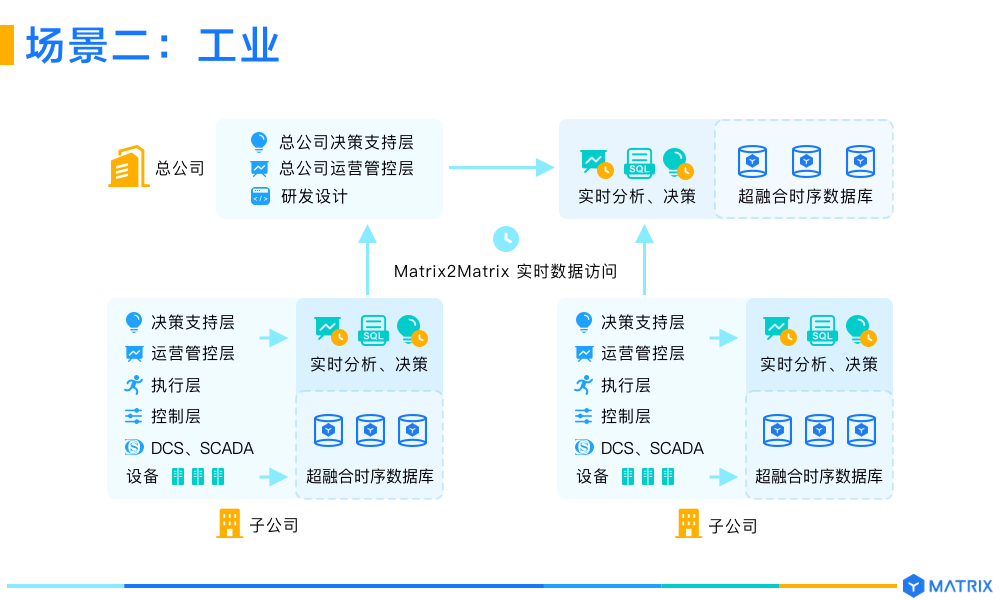 场景二：工业
总公司
总公司决策支持层
总公司运营管控层
研发设计
SQL
实时分析、决策
超融合时序数据库
Matrix2Matrix 实时数据访问
决策支持层
运营管控层
执行层
控制层
DCS、SCADA
设备
SQL
实时分析、决策
超融合时序数据库
子公司
决策支持层
运营管控层
执行层
控制层
DCS、SCADA
设备
SQL
实时分析、决策
超融合时序数据库
子公司
MATRIX